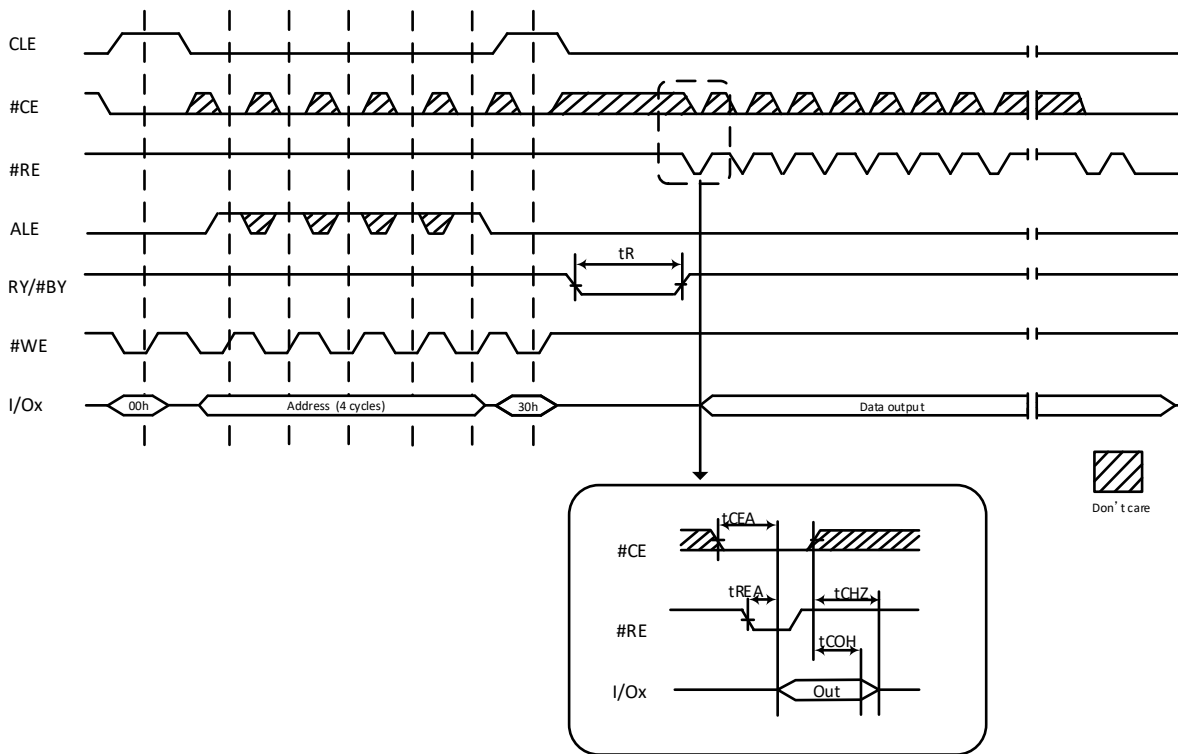 CLE
#CE
#RE
ALE
tR
RY/#BY
#WE
I/Ox
00h
Address (4 cycles)
30h
Data output
Don't care
tCEA
#CE
tREA
tCHZ
#RE
tCOH
I/Ox
Out